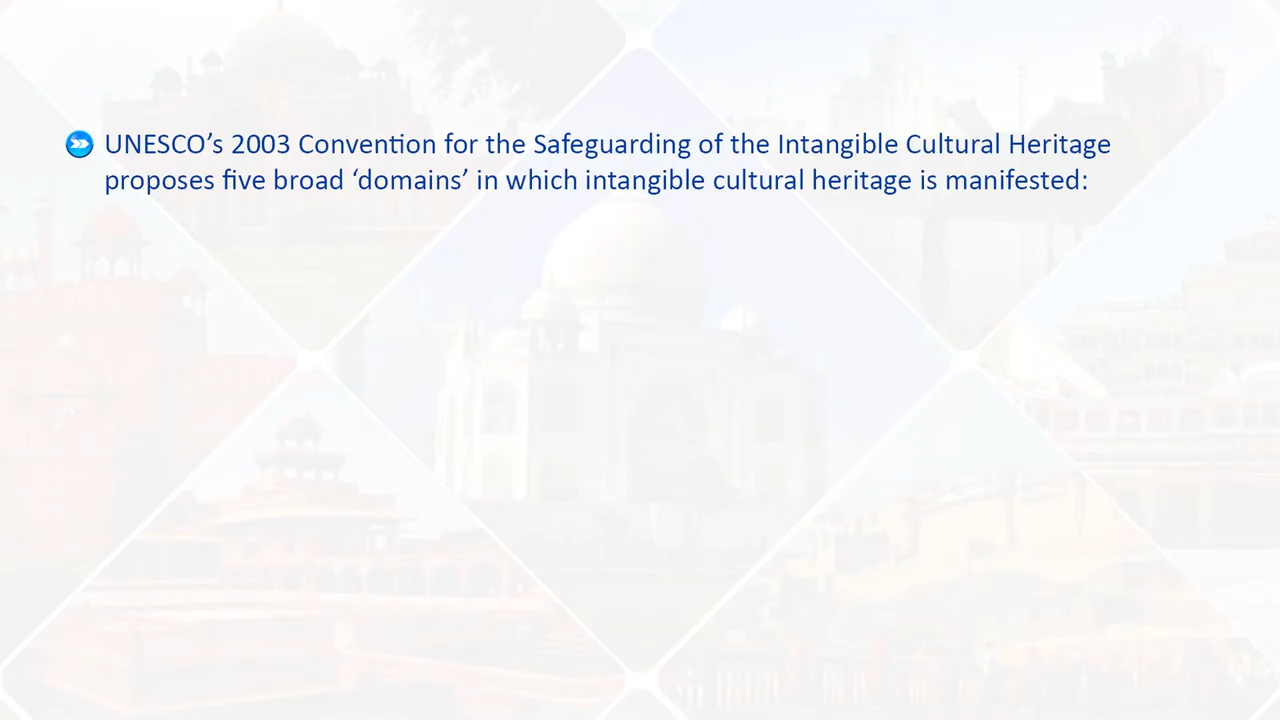 UNESCO’s 2003 Convention for the Safeguarding of the Intangible Cultural Heritage
proposes five broad ‘domains’ in which intangible cultural heritage is manifested: